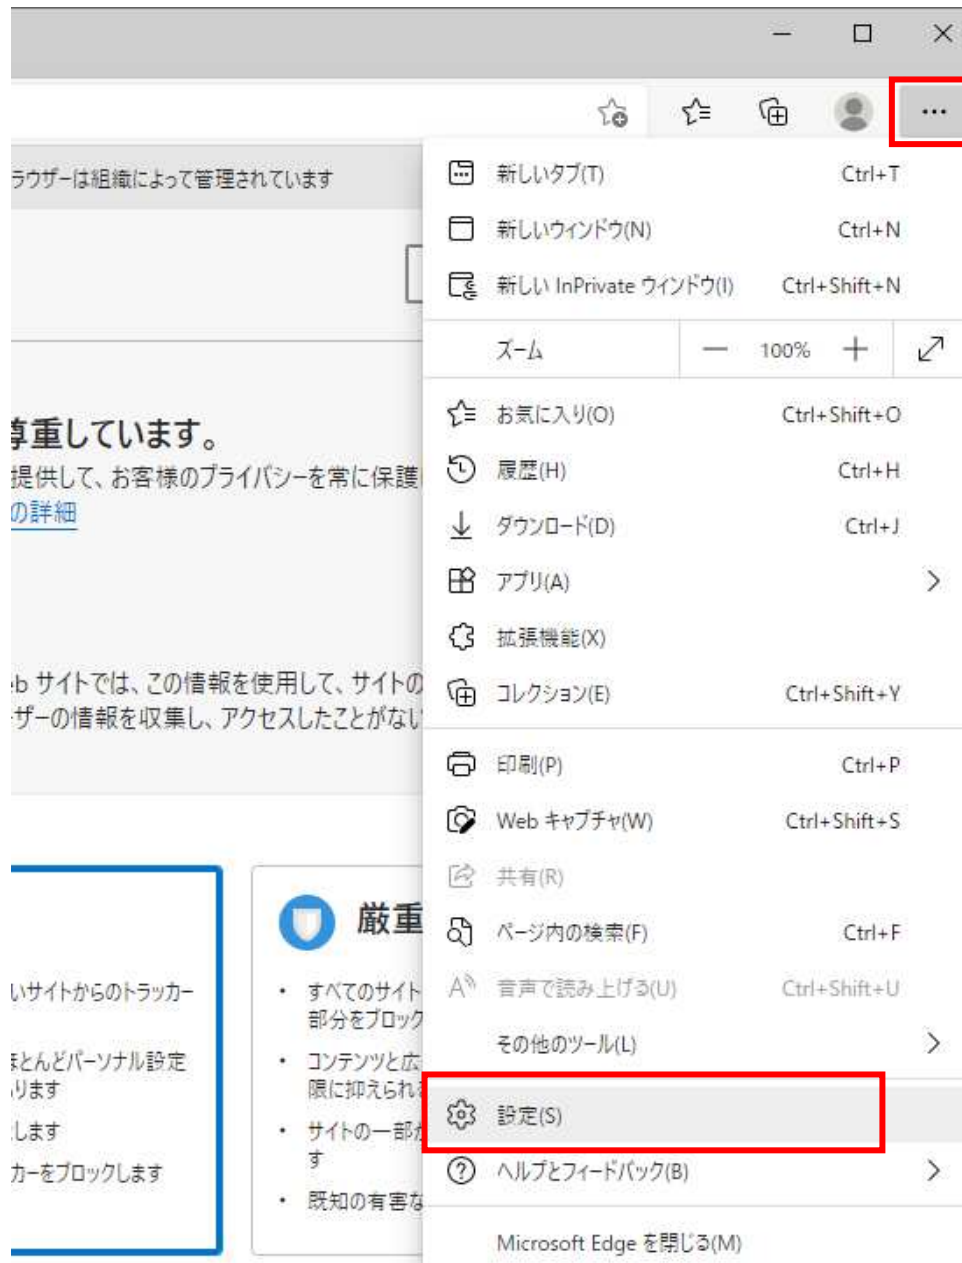 ラウザーは組織によって管理されています
尊重しています。
提供して、お客様のプライバシーを常に保護
の詳細
eb サイトでは、この情報を使用して、サイトの
ーザーの情報を収集し、アクセスしたことがない
いサイトからのトラッカー
ほとんどパーソナル設定
ります
します
カーをブロックします
厳重
• すべてのサイト
部分をブロック
• コンテンツと広
限に抑えられ
• サイトの一部が
す
• 既知の有害な
新しいタブ(T) Ctrl+T
新しいウィンドウ(N) Ctrl+N
新しい InPrivate ウィンドウ(I) Ctrl+Shift+N
ズーム — 100% +
お気に入り(O) Ctrl+Shift+O
履歴(H) Ctrl+H
ダウンロード(D) Ctrl+J
アプリ(A)
拡張機能(X)
コレクション(E) Ctrl+Shift+Y
印刷(P) Ctrl+P
Web キャプチャ(W) Ctrl+Shift+S
共有(R)
ページ内の検索(F) Ctrl+F
音声で読み上げる(U) Ctrl+Shift+U
その他のツール(L)
設定(S)
ヘルプとフィードバック(B)
Microsoft Edge を閉じる(M)